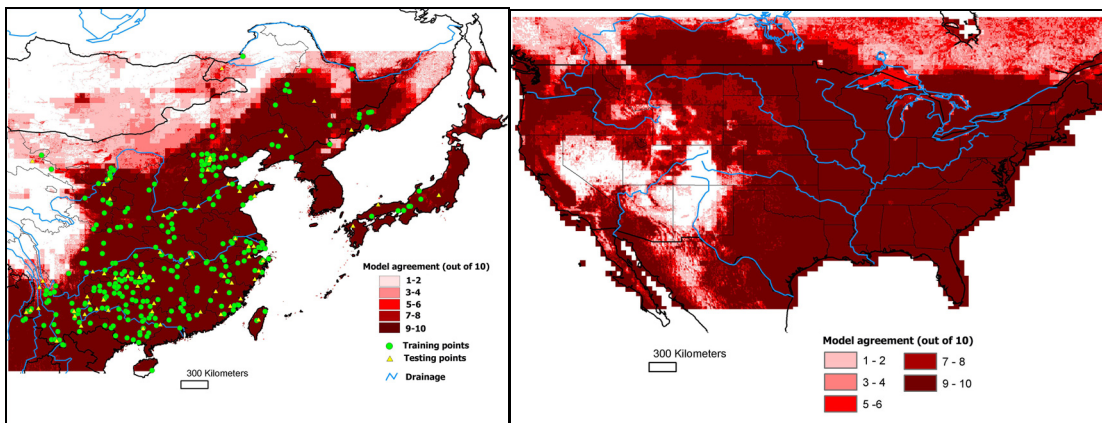 Model agreement (out of 10)
1-2
3-4
5-6
7-8
9-10
Training points
Testing points
Drainage
300 Kilometers
300 Kilometers
Model agreement (out of 10)
1 - 2
7 - 8
3 - 4
9 - 10
5 -6